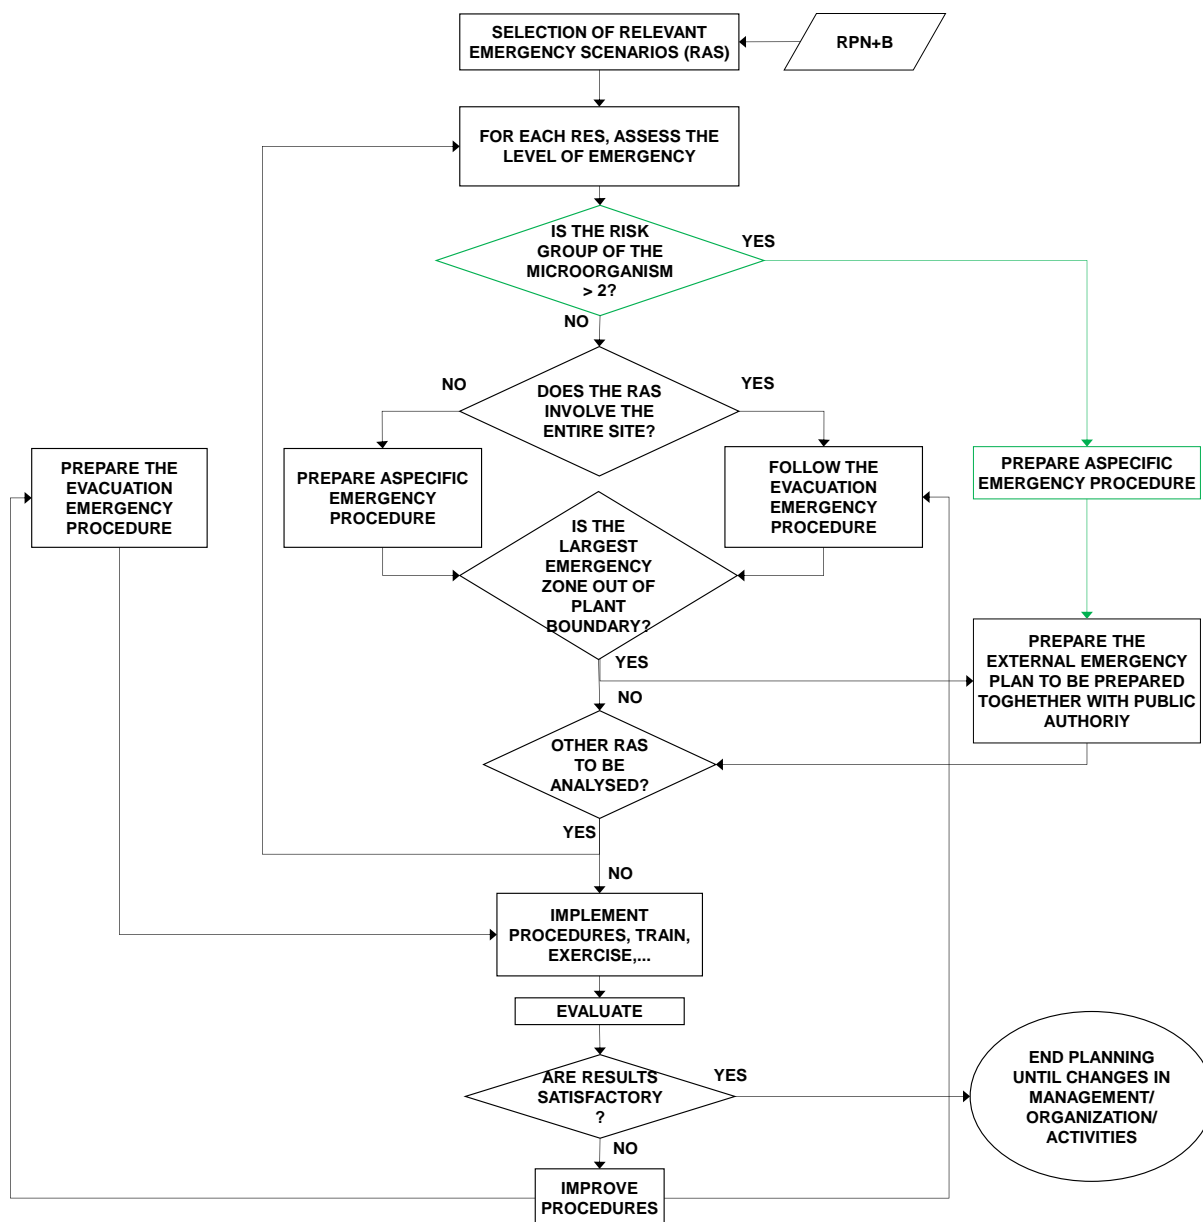 SELECTION OF RELEVANT
EMERGENCY SCENARIOS (RAS)
RPN+B
FOR EACH RES, ASSESS THE
LEVEL OF EMERGENCY
IS THE RISK
GROUP OF THE
MICROORGANISM
> 2?
YES
NO
DOES THE RAS
INVOLVE THE
ENTIRE SITE?
NO
YES
PREPARE THE
EVACUATION
EMERGENCY
PROCEDURE
PREPARE ASPECIFIC
EMERGENCY
PROCEDURE
FOLLOW THE
EVACUATION
EMERGENCY
PROCEDURE
PREPARE ASPECIFIC
EMERGENCY PROCEDURE
IS THE
LARGEST
EMERGENCY
ZONE OUT OF
PLANT
BOUNDARY?
YES
NO
PREPARE THE
EXTERNAL EMERGENCY
PLAN TO BE PREPARED
TOGHETHER WITH PUBLIC
AUTHORIY
OTHER RAS
TO BE
ANALYSED?
YES
NO
IMPLEMENT
PROCEDURES, TRAIN,
EXERCISE,...
EVALUATE
ARE RESULTS
SATISFACTORY
?
YES
NO
END PLANNING
UNTIL CHANGES IN
MANAGEMENT/
ORGANIZATION/
ACTIVITIES
IMPROVE
PROCEDURES